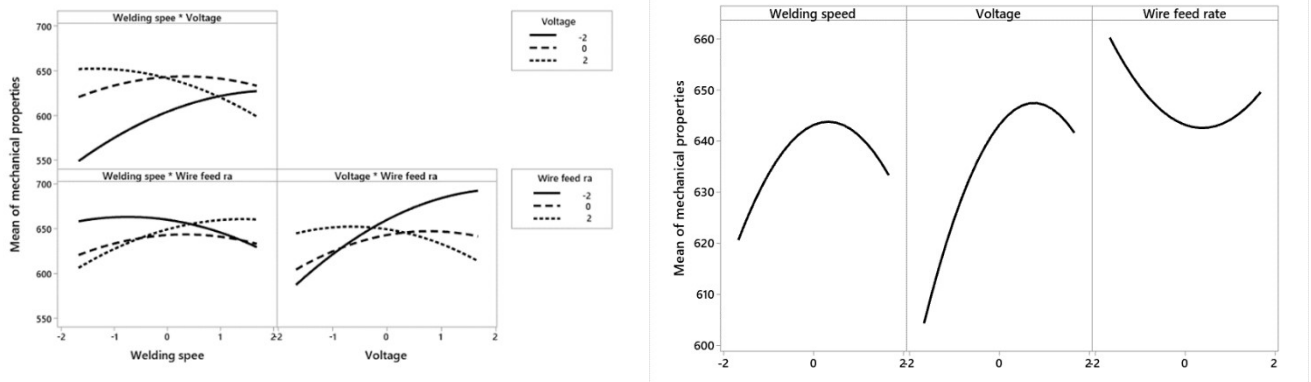 Welding spee * Voltage
700
650
600
550
Voltage
-2
0
2
Mean of mechanical properties
Welding spee * Wire feed ra
Voltage * Wire feed ra
700
650
600
550
Wire feed ra
-2
0
2
-2 -1 0 1 2
-2 -1 0 1 2
Welding spee
Voltage
Welding speed
Voltage
Wire feed rate
Mean of mechanical properties
660
650
640
630
620
610
600
-2 0 2
-2 0 2
-2 0 2